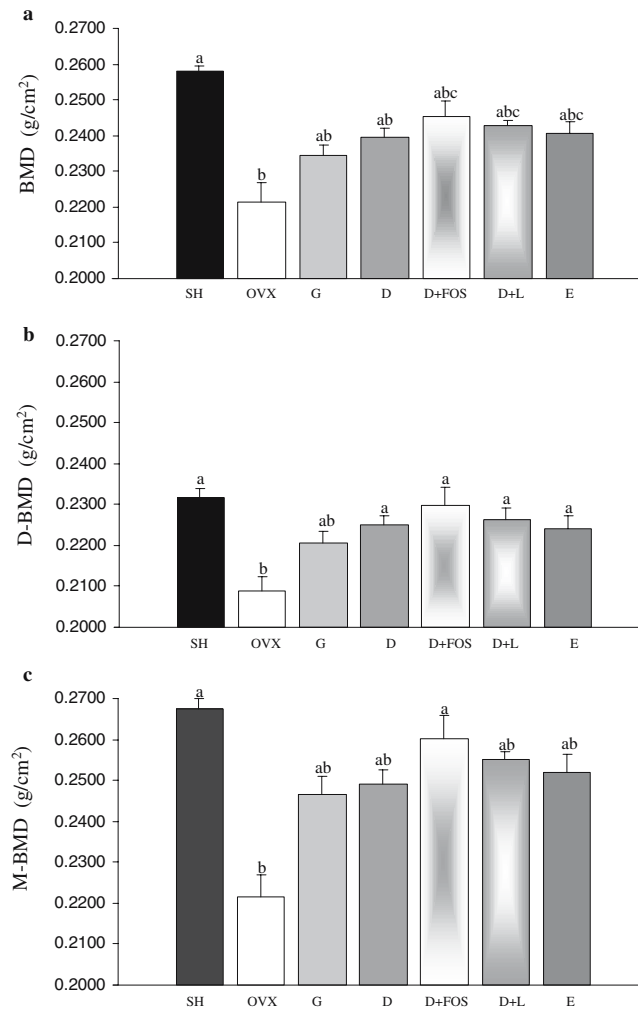 a
BMD (g/cm²)
0.2700
0.2600
0.2500
0.2400
0.2300
0.2200
0.2100
0.2000
a
b
ab
ab
abc
abc
abc
SH OVX G D D+FOS D+L E
b
D-BMD (g/cm²)
0.2700
0.2600
0.2500
0.2400
0.2300
0.2200
0.2100
0.2000
a
b
ab
a
a
a
a
SH OVX G D D+FOS D+L E
c
M-BMD (g/cm²)
0.2700
0.2600
0.2500
0.2400
0.2300
0.2200
0.2100
0.2000
a
b
ab
ab
a
ab
ab
SH OVX G D D+FOS D+L E